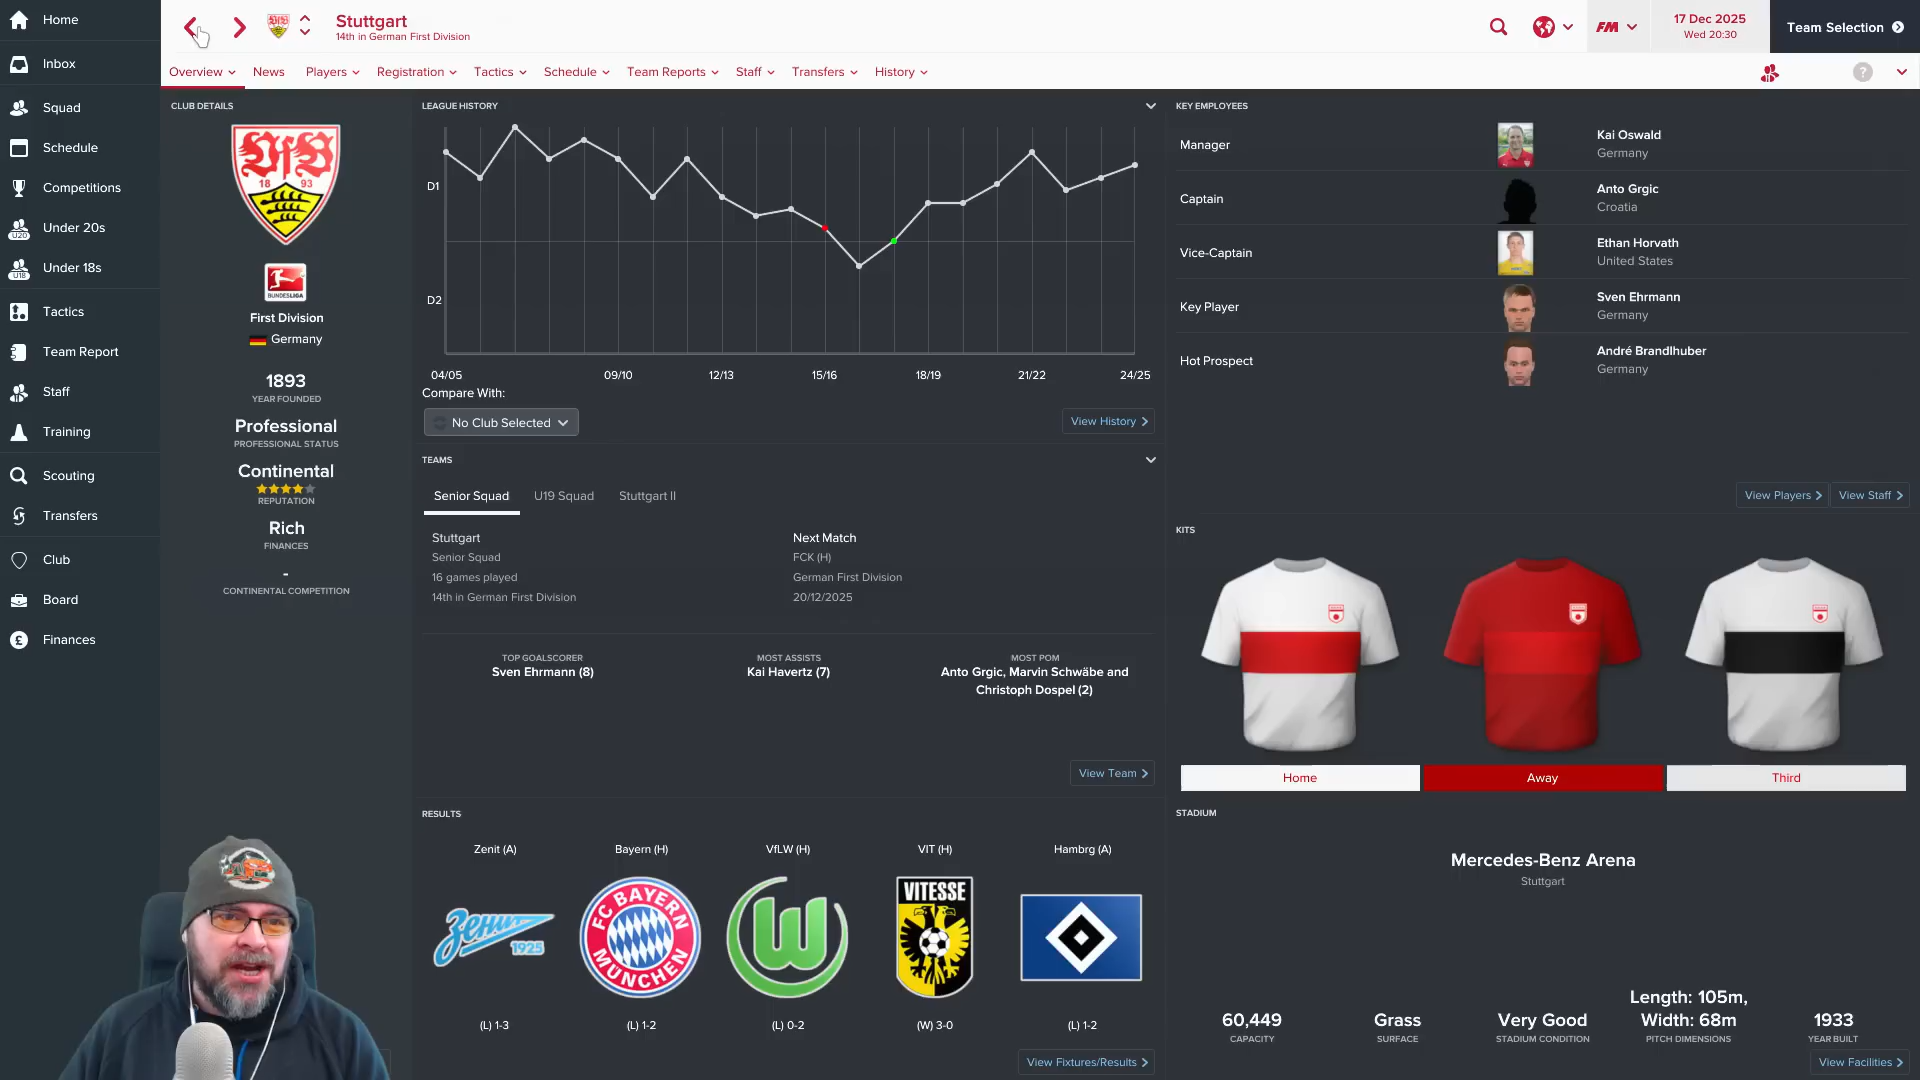 Home
Inbox
Squad
Schedule
Competitions
Under 20s
Under 18s
Tactics
Team Report
Staff
Training
Scouting
Transfers
Club
Board
Finances
Stuttgart
14th in German First Division
FM
17 Dec 2025
Wed 20:30
Team Selection
Overview
News
Players
Registration
Tactics
Schedule
Team Reports
Staff
Transfers
History
?
CLUB DETAILS
VfB
18 93
BUNDESLIGA
First Division
Germany
1893
YEAR FOUNDED
Professional
PROFESSIONAL STATUS
Continental
REPUTATION
Rich
FINANCES
-
CONTINENTAL COMPETITION
LEAGUE HISTORY
D1
D2
04/05 09/10 12/13 15/16 18/19 21/22 24/25
Compare With:
No Club Selected
View History
TEAMS
Senior Squad
U19 Squad
Stuttgart II
Stuttgart
Senior Squad
16 games played
14th in German First Division
Next Match
FCK (H)
German First Division
20/12/2025
TOP GOALSCORER
Sven Ehrmann (8)
MOST ASSISTS
Kai Havertz (7)
MOST POM
Anto Grgic, Marvin Schwäbe and
Christoph Dospel (2)
View Team
RESULTS
Zenit (A)
Зенит
1925
(L) 1-3
Bayern (H)
FC BAYERN
MÜNCHEN
(L) 1-2
VfLW (H)
W
(L) 0-2
VIT (H)
VITESSE
(W) 3-0
Hambrg (A)
(L) 1-2
View Fixtures/Results
KEY EMPLOYEES
Manager
Kai Oswald
Germany
Captain
Anto Grgic
Croatia
Vice-Captain
Ethan Horvath
United States
Key Player
Sven Ehrmann
Germany
Hot Prospect
André Brandlhuber
Germany
View Players
View Staff
KITS
Home
Away
Third
STADIUM
Mercedes-Benz Arena
Stuttgart
60,449
CAPACITY
Grass
SURFACE
Very Good
STADIUM CONDITION
Length: 105m,
Width: 68m
PITCH DIMENSIONS
1933
YEAR BUILT
View Facilities